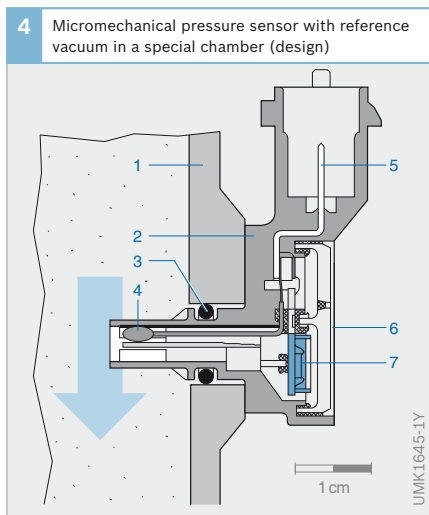 4
Micromechanical pressure sensor with reference
vacuum in a special chamber (design)
1
5
2
3
4
6
7
1 cm
UMK1645-1Y